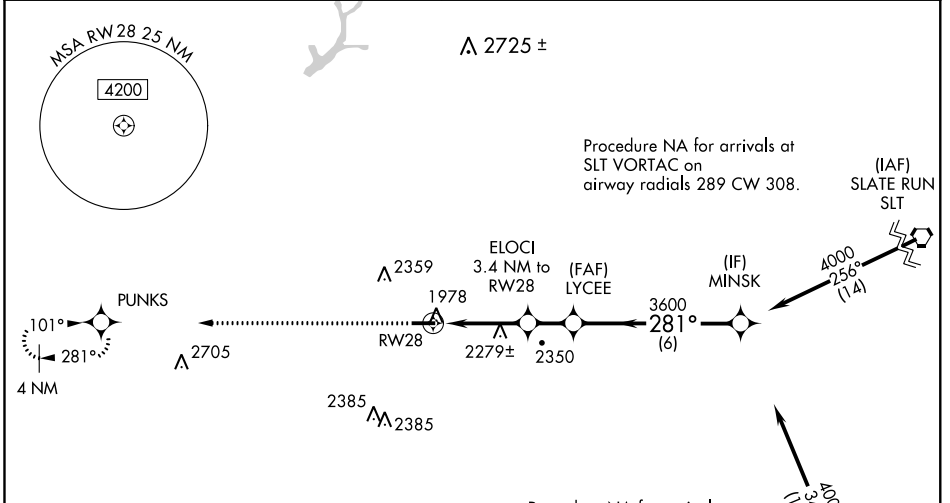 MSA RW 28 25 NM
4200
2725 ±
Procedure NA for arrivals at
SLT VORTAC on
airway radials 289 CW 308.
(IAF)
SLATE RUN
SLT
4000
256°
(14)
ELOCI
3.4 NM to
RW28
(FAF)
LYCEE
(IF)
MINSK
3600
281°
(6)
2359
1978
RW28
2279±
2350
PUNKS
101°
281°
4 NM
2705
2385
2385